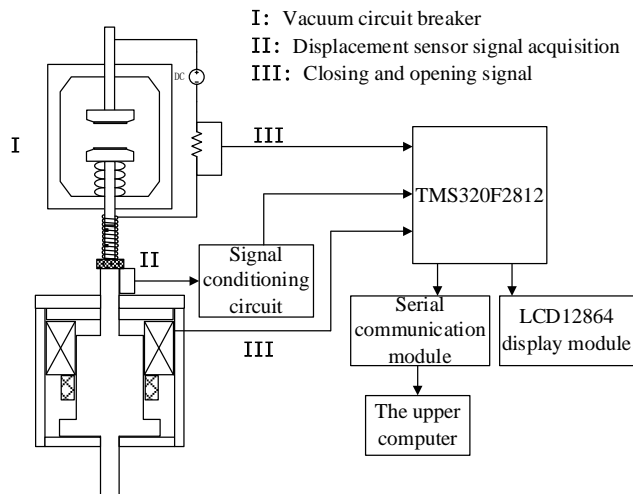 I: Vacuum circuit breaker
II: Displacement sensor signal acquisition
III: Closing and opening signal
DC
I
III
TMS320F2812
II
Signal
conditioning
circuit
III
Serial
communication
module
LCD12864
display module
The upper
computer